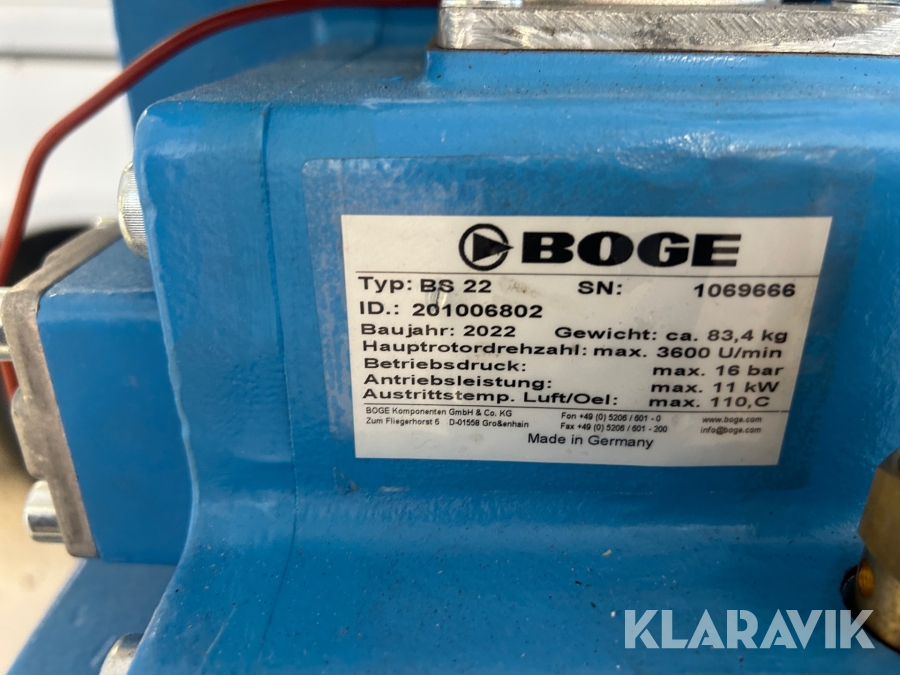 BOGE
Typ: BS 22 SN: 1069666
ID.: 201006802
Baujahr: 2022 Gewicht: ca. 83,4 kg
Hauptrotordrehzahl: max. 3600 U/min
Betriebsdruck: max. 16 bar
Antriebsleistung: max. 11 kW
Austrittstemp. Luft/Oel: max. 110,C
BOGE Komponenten GmbH & Co. KG Fon +49 (0) 5206 / 601 - 0 www.boge.com
Zum Fliegerhorst 6 D-01558 Großenhain Fax +49 (0) 5206 / 601 - 200 info@boge.com
Made in Germany
KLARAVIK